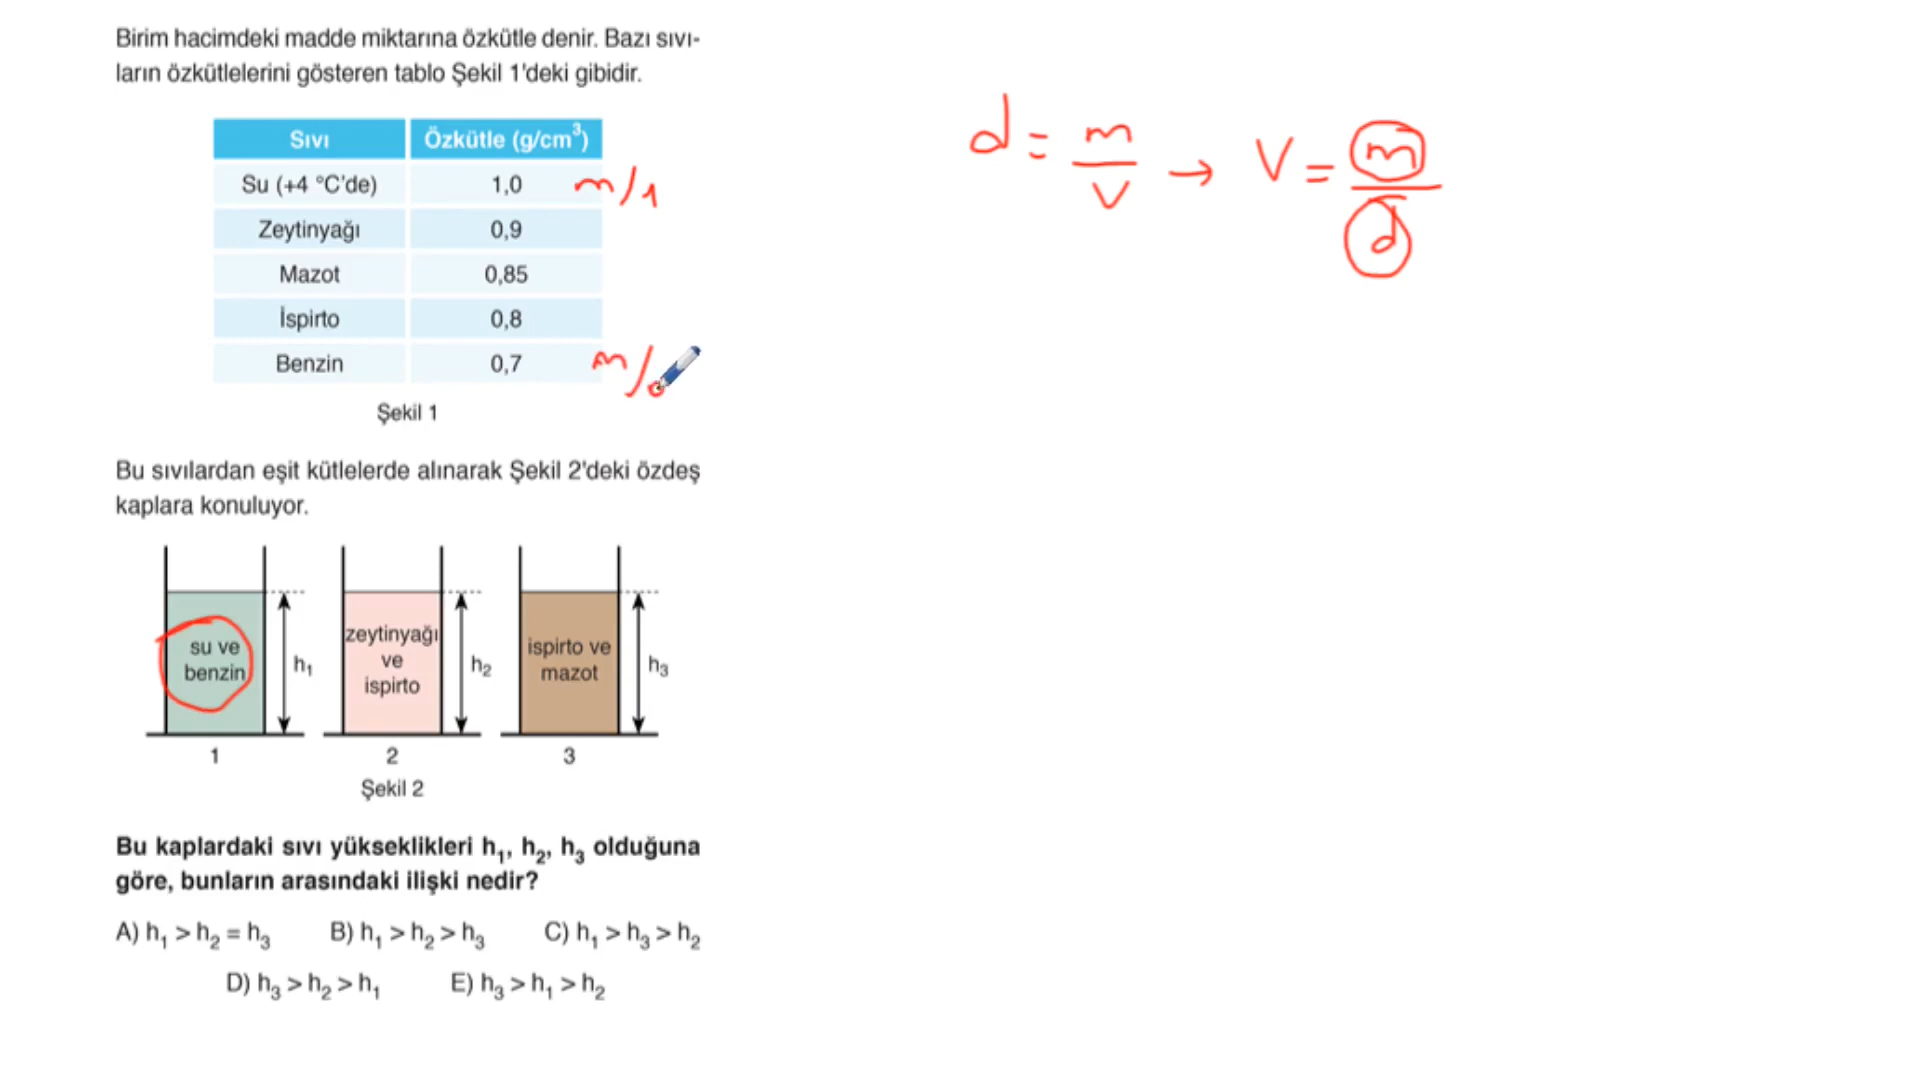 Birim hacimdeki madde miktarına özkütle denir. Bazı sıvı-
ların özkütlelerini gösteren tablo Şekil 1'deki gibidir.
Sıvı Özkütle (g/cm³)
Su (+4 °C'de) 1,0 m/1
Zeytinyağı 0,9
Mazot 0,85
İspirto 0,8
Benzin 0,7 m/
Şekil 1
d = m/V → V = m/d
Bu sıvılardan eşit kütlelerde alınarak Şekil 2'deki özdeş
kaplara konuluyor.
su ve
benzin
h₁
1
zeytinyağı
ve
ispirto
h₂
2
ispirto ve
mazot
h₃
3
Şekil 2
Bu kaplardaki sıvı yükseklikleri h₁, h₂, h₃ olduğuna
göre, bunların arasındaki ilişki nedir?
A) h₁ > h₂ = h₃ B) h₁ > h₂ > h₃ C) h₁ > h₃ > h₂
D) h₃ > h₂ > h₁ E) h₃ > h₁ > h₂